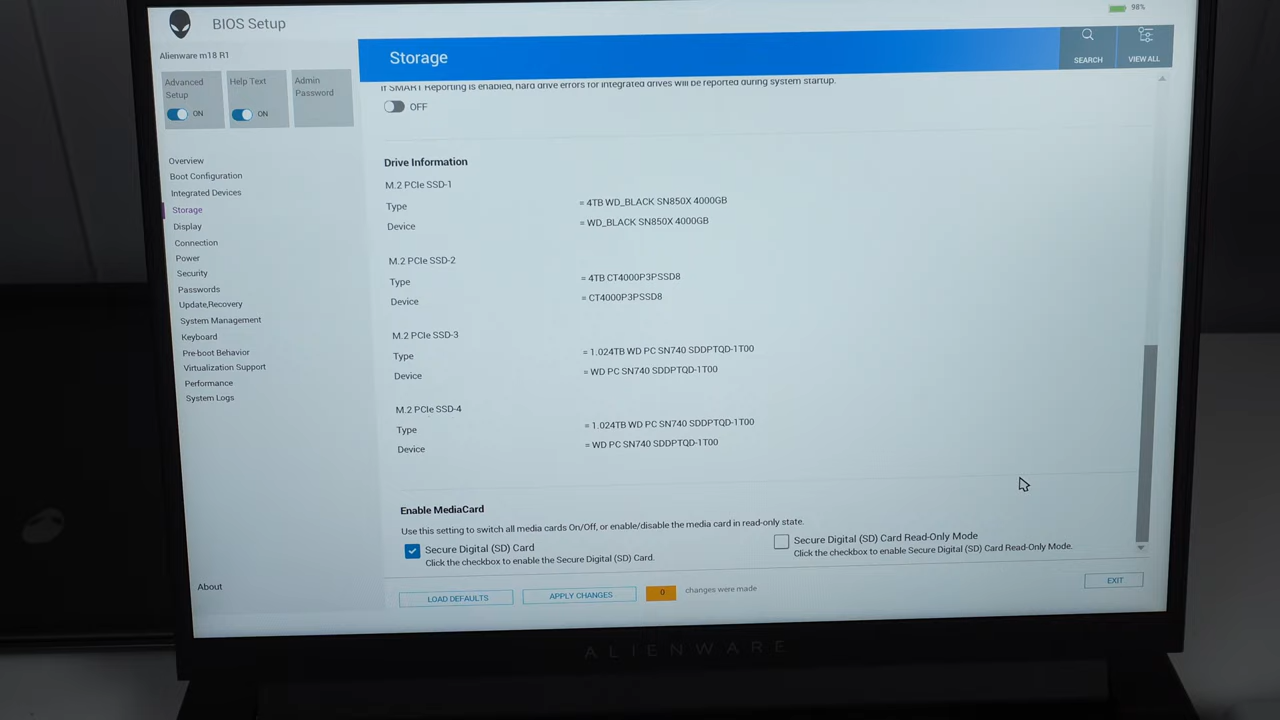 98%
BIOS Setup
Alienware m18 R1
Advanced Setup
ON
Help Text
ON
Admin Password
Overview
Boot Configuration
Integrated Devices
Storage
Display
Connection
Power
Security
Passwords
Update,Recovery
System Management
Keyboard
Pre-boot Behavior
Virtualization Support
Performance
System Logs
About
Storage
SEARCH
VIEW ALL
If SMART Reporting is enabled, hard drive errors for integrated drives will be reported during system startup.
OFF
Drive Information
M.2 PCIe SSD-1
Type = 4TB WD_BLACK SN850X 4000GB
Device = WD_BLACK SN850X 4000GB
M.2 PCIe SSD-2
Type = 4TB CT4000P3PSSD8
Device = CT4000P3PSSD8
M.2 PCIe SSD-3
Type = 1.024TB WD PC SN740 SDDPTQD-1T00
Device = WD PC SN740 SDDPTQD-1T00
M.2 PCIe SSD-4
Type = 1.024TB WD PC SN740 SDDPTQD-1T00
Device = WD PC SN740 SDDPTQD-1T00
Enable MediaCard
Use this setting to switch all media cards On/Off, or enable/disable the media card in read-only state.
Secure Digital (SD) Card
Click the checkbox to enable the Secure Digital (SD) Card.
Secure Digital (SD) Card Read-Only Mode
Click the checkbox to enable Secure Digital (SD) Card Read-Only Mode.
LOAD DEFAULTS
APPLY CHANGES
0 changes were made
EXIT
ALIENWARE